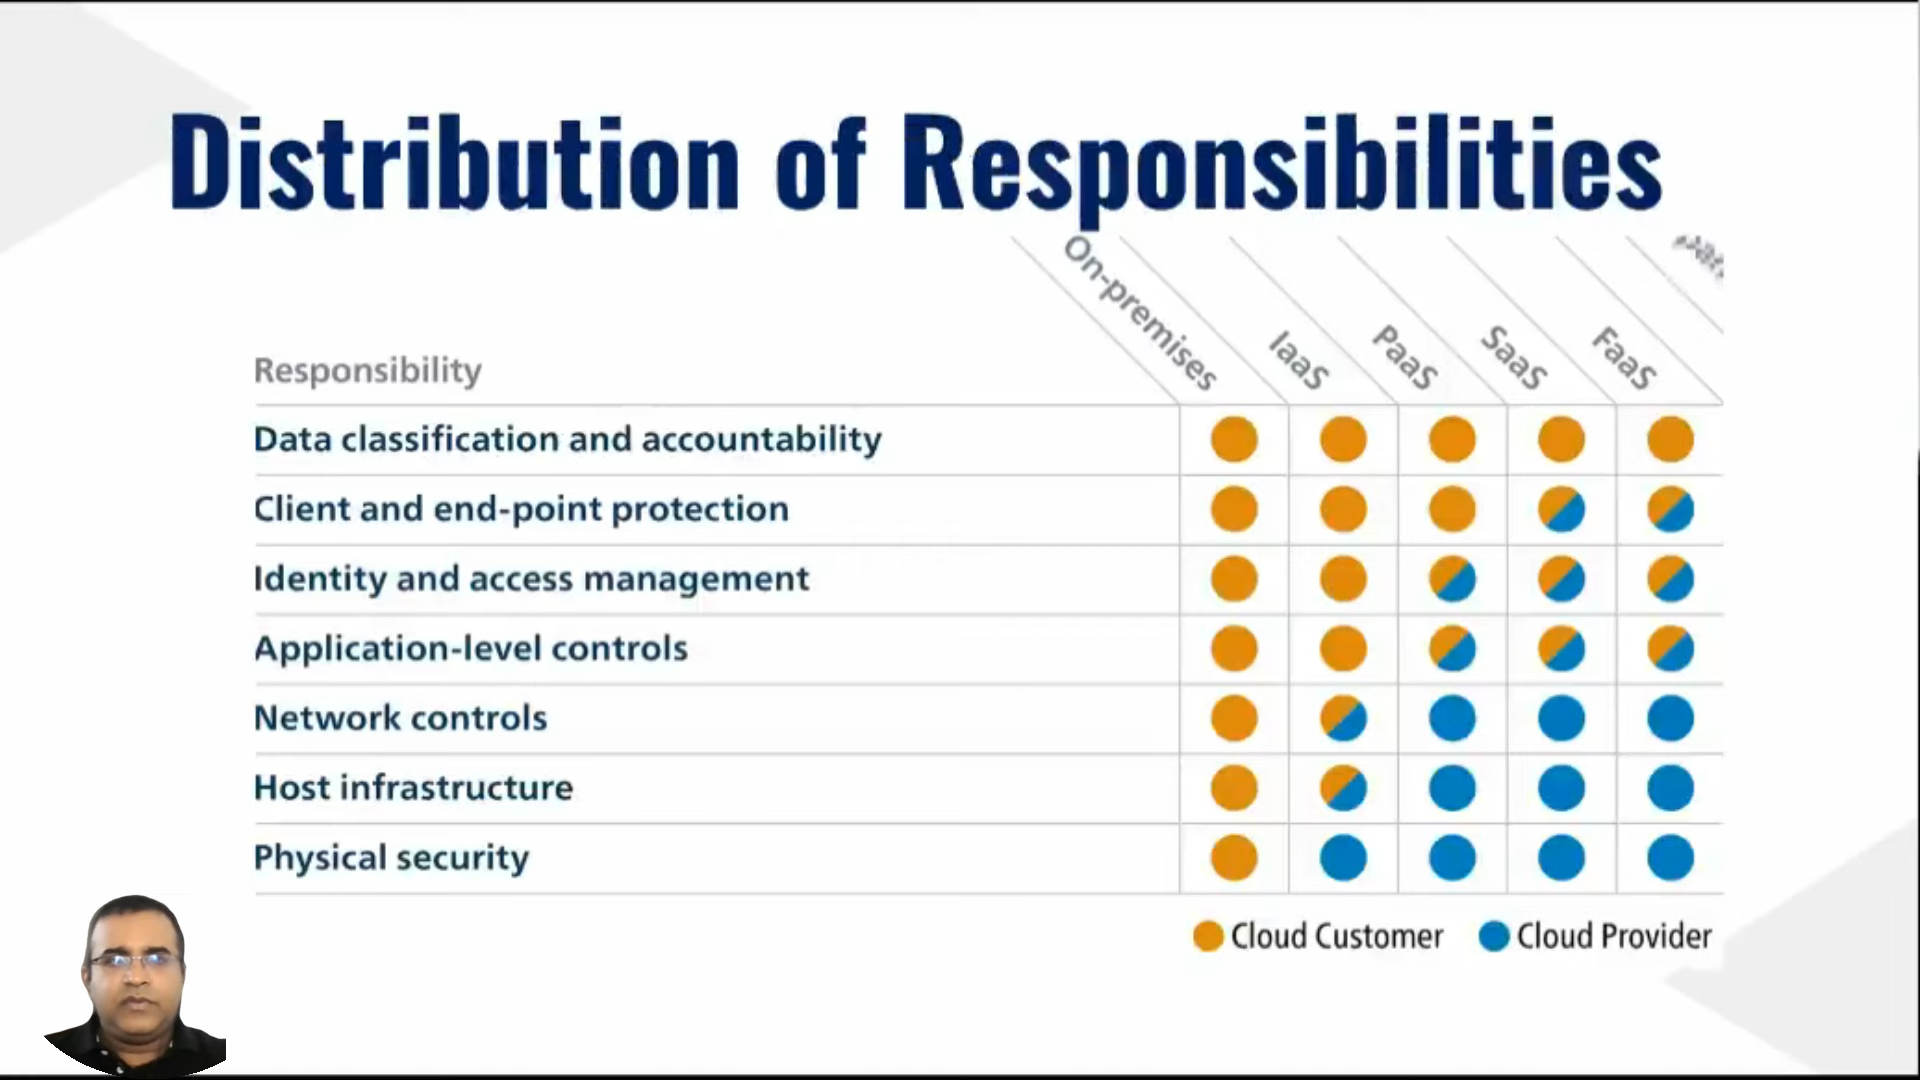 Distribution of Responsibilities
Responsibility
On-premises
IaaS
PaaS
SaaS
FaaS
Data classification and accountability
Client and end-point protection
Identity and access management
Application-level controls
Network controls
Host infrastructure
Physical security
Cloud Customer
Cloud Provider